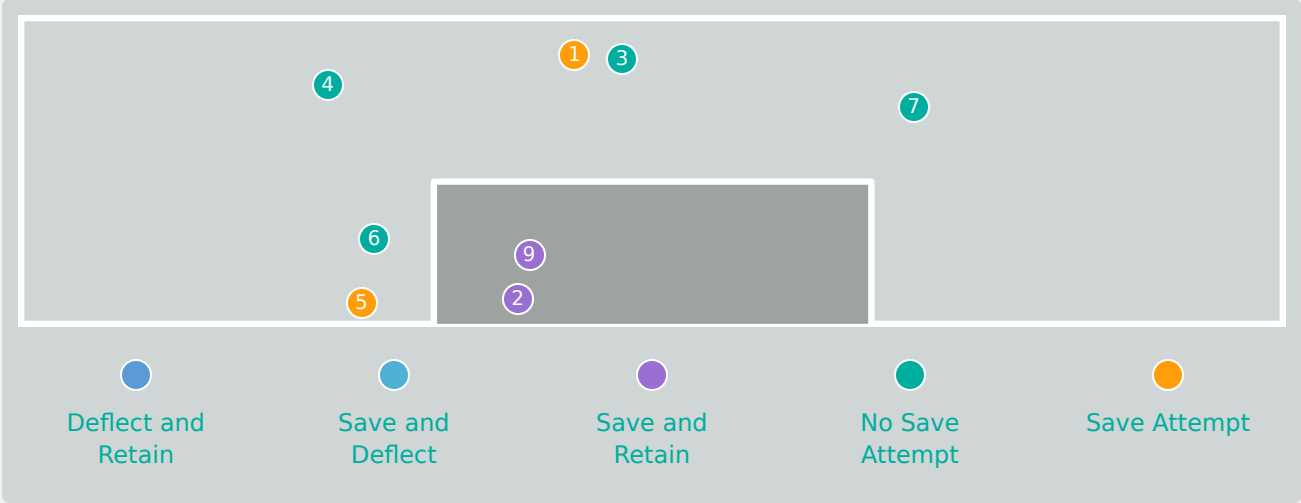 1
3
4
7
6
9
5
2
Deflect and
Retain
Save and
Deflect
Save and
Retain
No Save
Attempt
Save Attempt